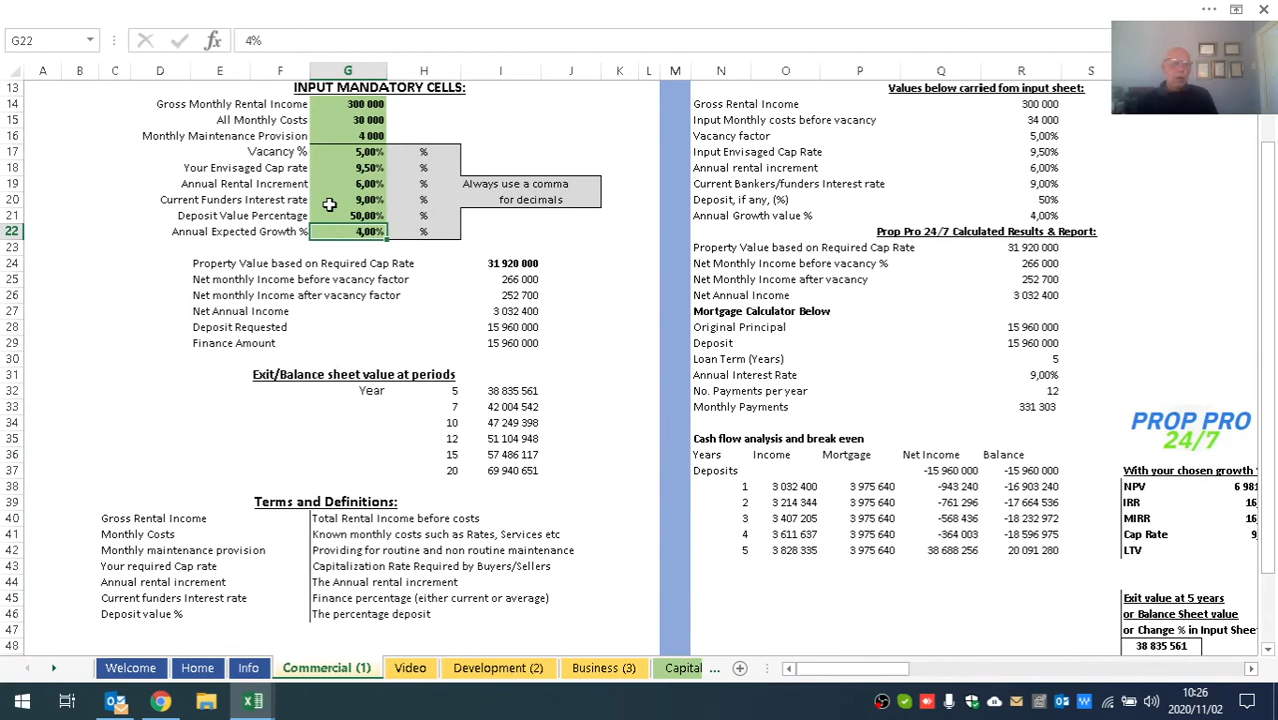 G22 fx 4%
A B C D E F G H I J K L M N O P Q R S
13 INPUT MANDATORY CELLS: Values below carried fom input sheet:
14 Gross Monthly Rental Income 300 000 Gross Rental Income 300 000
15 All Monthly Costs 30 000 Input Monthly costs before vacancy 34 000
16 Monthly Maintenance Provision 4 000 Vacancy factor 5,00%
17 Vacancy % 5,00% % Input Envisaged Cap Rate 9,50%
18 Your Envisaged Cap rate 9,50% % Annual rental increment 6,00%
19 Annual Rental Increment 6,00% % Always use a comma Current Bankers/funders Interest rate 9,00%
20 Current Funders Interest rate 9,00% % for decimals Deposit, if any, (%) 50%
21 Deposit Value Percentage 50,00% % Annual Growth value % 4,00%
22 Annual Expected Growth % 4,00% % Prop Pro 24/7 Calculated Results & Report:
23 Property Value based on Required Cap Rate 31 920 000
24 Property Value based on Required Cap Rate 31 920 000 Net Monthly Income before vacancy % 266 000
25 Net Monthly Income before vacancy factor 266 000 Net Monthly Income after vacancy 252 700
26 Net monthly Income after vacancy factor 252 700 Net Annual Income 3 032 400
27 Net Annual Income 3 032 400 Mortgage Calculator Below
28 Deposit Requested 15 960 000 Original Principal 15 960 000
29 Finance Amount 15 960 000 Deposit 15 960 000
30 Loan Term (Years) 5
31 Exit/Balance sheet value at periods Annual Interest Rate 9,00%
32 Year 5 38 835 561 No. Payments per year 12
33 7 42 004 542 Monthly Payments 331 303
34 10 47 249 398
35 12 51 104 948 Cash flow analysis and break even
36 15 57 486 117 Years Income Mortgage Net Income Balance
37 20 69 940 651 Deposits -15 960 000 -15 960 000
PROP PRO
24/7
With your chosen growth
38 1 3 032 400 3 975 640 -943 240 -16 903 240 NPV 6 981
39 Terms and Definitions: 2 3 214 344 3 975 640 -761 296 -17 664 536 IRR 16,
40 Gross Rental Income Total Rental Income before costs 3 3 407 205 3 975 640 -568 436 -18 232 972 MIRR 16,
41 Monthly Costs Known monthly costs such as Rates, Services etc 4 3 611 637 3 975 640 -364 003 -18 596 975 Cap Rate 9,
42 Monthly maintenance provision Providing for routine and non routine maintenance 5 3 828 335 3 975 640 38 688 256 20 091 280 LTV
43 Your required Cap rate Capitalization Rate Required by Buyers/Sellers
44 Annual rental increment The Annual rental increment
45 Current funders Interest rate Finance percentage (either current or average) Exit value at 5 years
46 Deposit value % The percentage deposit or Balance Sheet value
47 or Change % in Input Shee
48 38 835 561
Welcome Home Info Commercial (1) Video Development (2) Business (3) Capital ...
10:26
2020/11/02